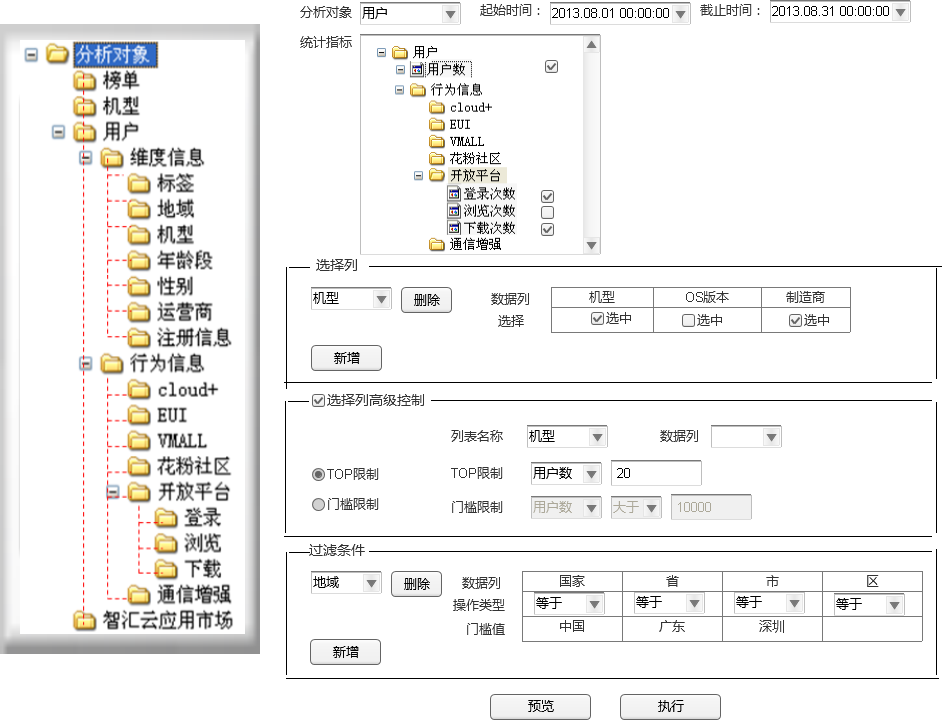 分析对象
榜单
机型
用户
维度信息
标签
地域
机型
年龄段
性别
运营商
注册信息
行为信息
cloud+
EUI
VMALL
花粉社区
开放平台
登录
浏览
下载
通信增强
智汇云应用市场
分析对象 用户 起始时间： 2013.08.01 00:00:00 截止时间： 2013.08.31 00:00:00
统计指标
用户
用户数
行为信息
cloud+
EUI
VMALL
花粉社区
开放平台
登录次数
浏览次数
下载次数
通信增强
选择列
机型 删除 数据列 机型 OS版本 制造商
选择 选中 选中 选中
新增
选择列高级控制
列表名称 机型 数据列
TOP限制 TOP限制 用户数 20
门槛限制 门槛限制 用户数 大于 10000
过滤条件
地域 删除 数据列 国家 省 市 区
操作类型 等于 等于 等于 等于
门槛值 中国 广东 深圳
新增
预览 执行